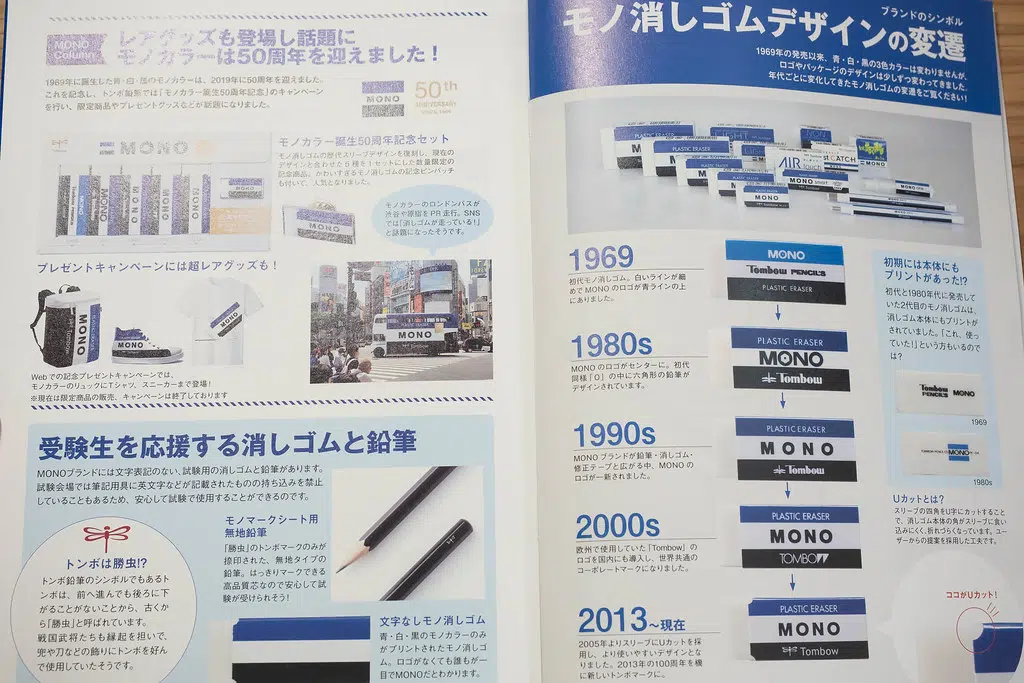 MONO
Column
レアグッズも登場し話題に
モノカラーは50周年を迎えました!
1969年に誕生した青・白・黒のモノカラーは、2019年に50周年を迎えました。
これを記念し、トンボ鉛筆では「モノカラー誕生50周年記念」のキャンペーン
を行い、限定商品やプレゼントグッズなどが話題になりました。
MONO
50th
ANNIVERSARY
MONO
モノカラー誕生50周年記念セット
モノ消しゴムの歴代スリーブデザインを復刻し、現在の
デザインと合わせた5種を1セットにした数量限定の
記念商品。かわいすぎるモノ消しゴムの記念ピンバッチ
も付いて、人気となりました。
MONO
モノカラーのロンドンバスが
渋谷や原宿をPR走行。SNS
では「消しゴムが走っている!」
と話題になったそうです。
プレゼントキャンペーンには超レアグッズも!
MONO
MONO
MONO
Webでの記念プレゼントキャンペーンでは、
モノカラーのリュックにTシャツ、スニーカーまで登場!
※現在は限定商品の販売、キャンペーンは終了しております
受験生を応援する消しゴムと鉛筆
MONOブランドには文字表記のない、試験用の消しゴムと鉛筆があります。
試験会場では筆記用具に英文字などが記載されたものの持ち込みを禁止
していることもあるため、安心して試験で使用することができるのです。
トンボは勝虫!?
トンボ鉛筆のシンボルでもあるト
ンボは、前へ進んでも後ろに下
がることがないことから、古くか
ら「勝虫」と呼ばれています。
戦国武将たちも縁起を担いで、
兜や刀などの飾りにトンボを好ん
で使用していたそうです。
モノマークシート用
無地鉛筆
「勝虫」のトンボマークのみが
捺印された、無地タイプの
鉛筆。はっきりマークできる
高品質芯なので安心して試
験が受けられそう!
文字なしモノ消しゴム
青・白・黒のモノカラーのみ
がプリントされたモノ消しゴ
ム。ロゴがなくても誰もが一
目でMONOだとわかります。
ブランドのシンボル
モノ消しゴムデザインの変遷
1969年の発売以来、青・白・黒の3色カラーは変わりませんが、
ロゴやパッケージのデザインは少しずつ変わってきました。
年代ごとに変化してきたモノ消しゴムの変遷をご覧ください!
PLASTIC ERASER
LIGHT
NON
AIR
CATCH
MONO
MONO
MONO
1969
初代モノ消しゴム。白いラインが細
めでMONOのロゴが青ラインの上
にありました。
MONO
Tombow PENCILS
PLASTIC ERASER
1980s
MONOのロゴがセンターに。初代
同様「O」の中に六角形の鉛筆が
デザインされています。
PLASTIC ERASER
MONO
Tombow
1990s
MONOブランドが鉛筆・消しゴム・
修正テープと広がる中、MONOの
ロゴが一新されました。
PLASTIC ERASER
MONO
Tombow
2000s
欧州で使用していた「Tombow」の
ロゴを国内にも導入し、世界共通の
コーポレートマークになりました。
PLASTIC ERASER
MONO
TOMBOW
2013~現在
2005年よりスリーブにUカットを採
用し、より使いやすいデザインとな
りました。2013年の100周年を機
に新しいトンボマークに。
PLASTIC ERASER
MONO
Tombow
初期には本体にも
プリントがあった!?
初代と1980年代に発売して
いた2代目のモノ消しゴムは、
消しゴム本体にもプリントが
されていました。「これ、使っ
ていた!」という方もいるので
は?
Tombow
PENCILS
MONO
1969
MONO
1980s
Uカットとは?
スリーブの四角をU字にカットすること
で、消しゴム本体の角がスリーブに食い
込みにくく、折れづらくなっています。ユー
ザーからの提案を採用した工夫です。
ココがUカット!